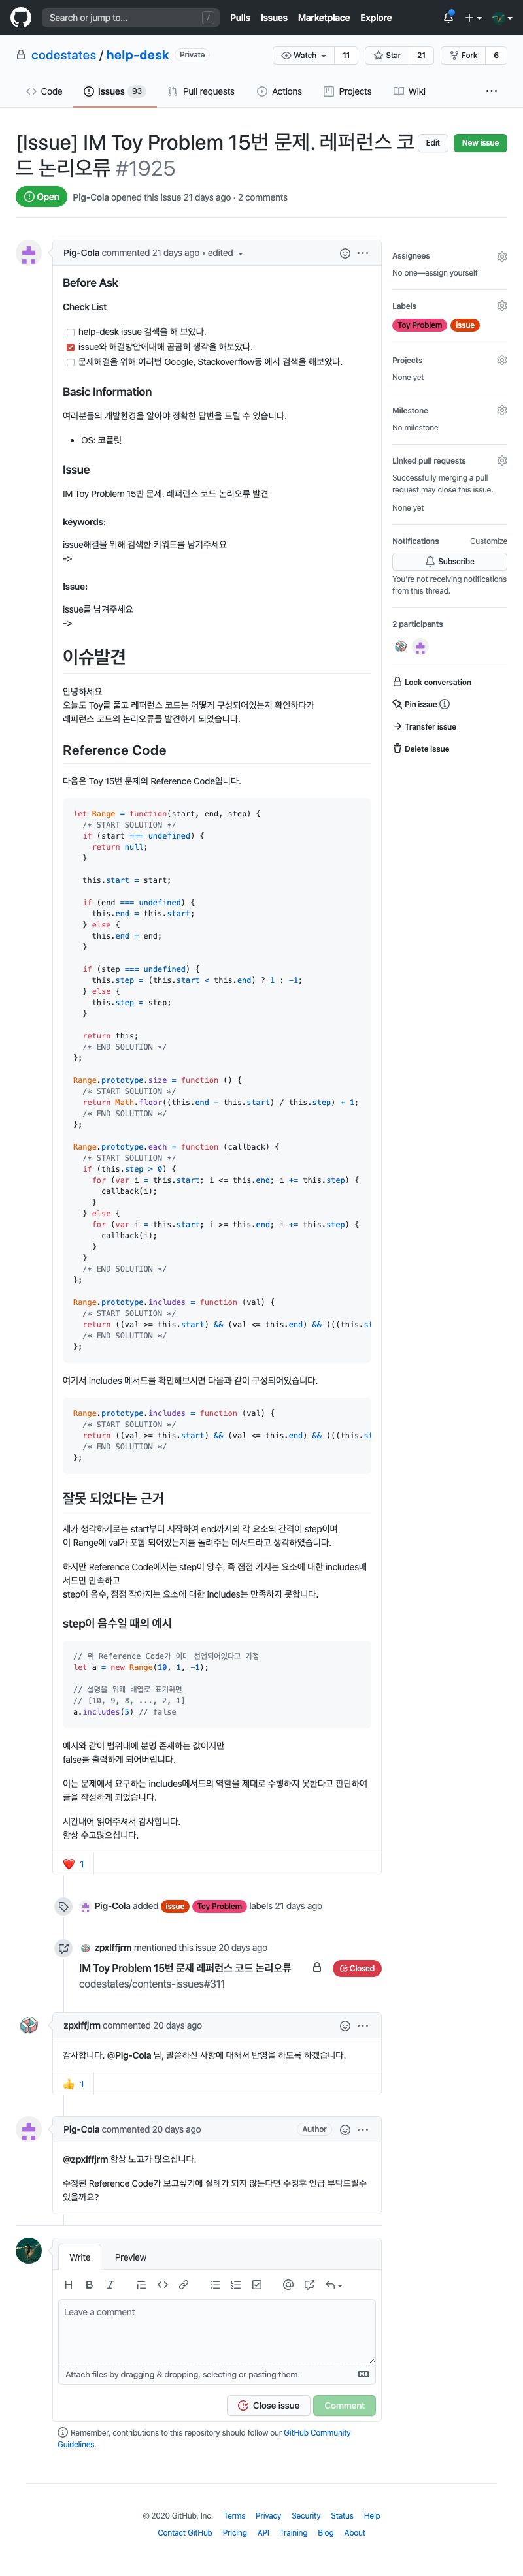 Search or jump to...
/
Pulls Issues Marketplace Explore
codestates / help-desk Private
Watch 11 Star 21 Fork 6
Code Issues 93 Pull requests Actions Projects Wiki
[Issue] IM Toy Problem 15번 문제. 레퍼런스 코
드 논리오류 #1925
Edit New issue
Open Pig-Cola opened this issue 21 days ago · 2 comments
Pig-Cola commented 21 days ago • edited
Before Ask
Check List
help-desk issue 검색을 해 보았다.
issue와 해결방안에대해 곰곰히 생각을 해보았다.
문제해결을 위해 여러번 Google, Stackoverflow등 에서 검색을 해보았다.
Basic Information
여러분들의 개발환경을 알아야 정확한 답변을 드릴 수 있습니다.
OS: 코플릿
Issue
IM Toy Problem 15번 문제. 레퍼런스 코드 논리오류 발견
keywords:
issue해결을 위해 검색한 키워드를 남겨주세요
->
Issue:
issue를 남겨주세요
->
이슈발견
안녕하세요
오늘도 Toy를 풀고 레퍼런스 코드는 어떻게 구성되어있는지 확인하다가
레퍼런스 코드의 논리오류를 발견하게 되었습니다.
Reference Code
다음은 Toy 15번 문제의 Reference Code입니다.
let Range = function(start, end, step) {
/* START SOLUTION */
if (start === undefined) {
return null;
}
this.start = start;
if (end === undefined) {
this.end = this.start;
} else {
this.end = end;
}
if (step === undefined) {
this.step = (this.start < this.end) ? 1 : -1;
} else {
this.step = step;
}
return this;
/* END SOLUTION */
};
Range.prototype.size = function () {
/* START SOLUTION */
return Math.floor((this.end - this.start) / this.step) + 1;
/* END SOLUTION */
};
Range.prototype.each = function (callback) {
/* START SOLUTION */
if (this.step > 0) {
for (var i = this.start; i <= this.end; i += this.step) {
callback(i);
}
} else {
for (var i = this.start; i >= this.end; i += this.step) {
callback(i);
}
}
/* END SOLUTION */
};
Range.prototype.includes = function (val) {
/* START SOLUTION */
return ((val >= this.start) && (val <= this.end) && (((this.st
/* END SOLUTION */
};
여기서 includes 메서드를 확인해보시면 다음과 같이 구성되어있습니다.
Range.prototype.includes = function (val) {
/* START SOLUTION */
return ((val >= this.start) && (val <= this.end) && (((this.st
/* END SOLUTION */
};
잘못 되었다는 근거
제가 생각하기로는 start부터 시작하여 end까지의 각 요소의 간격이 step이며
이 Range에 val가 포함 되어있는지를 돌려주는 메서드라고 생각하였습니다.
하지만 Reference Code에서는 step이 양수, 즉 점점 커지는 요소에 대한 includes메
서드만 만족하고
step이 음수, 점점 작아지는 요소에 대한 includes는 만족하지 못합니다.
step이 음수일 때의 예시
// 위 Reference Code가 이미 선언되어있다고 가정
let a = new Range(10, 1, -1);
// 설명을 위해 배열로 표기하면
// [10, 9, 8, ..., 2, 1]
a.includes(5) // false
예시와 같이 범위내에 분명 존재하는 값이지만
false를 출력하게 되어버립니다.
이는 문제에서 요구하는 includes메서드의 역할을 제대로 수행하지 못한다고 판단하여
글을 작성하게 되었습니다.
시간내어 읽어주셔서 감사합니다.
항상 수고많으십니다.
1
Pig-Cola added issue Toy Problem labels 21 days ago
zpxlffjrm mentioned this issue 20 days ago
IM Toy Problem 15번 문제 레퍼런스 코드 논리오류
codestates/contents-issues#311
Closed
zpxlffjrm commented 20 days ago
감사합니다. @Pig-Cola 님, 말씀하신 사항에 대해서 반영을 하도록 하겠습니다.
1
Pig-Cola commented 20 days ago Author
@zpxlffjrm 항상 노고가 많으십니다.
수정된 Reference Code가 보고싶기에 실례가 되지 않는다면 수정후 언급 부탁드릴수
있을까요?
Write Preview
Leave a comment
Attach files by dragging & dropping, selecting or pasting them.
Close issue Comment
Remember, contributions to this repository should follow our GitHub Community
Guidelines.
Assignees
No one—assign yourself
Labels
Toy Problem issue
Projects
None yet
Milestone
No milestone
Linked pull requests
Successfully merging a pull
request may close this issue.
None yet
Notifications Customize
Subscribe
You're not receiving notifications
from this thread.
2 participants
Lock conversation
Pin issue
Transfer issue
Delete issue
© 2020 GitHub, Inc. Terms Privacy Security Status Help
Contact GitHub Pricing API Training Blog About